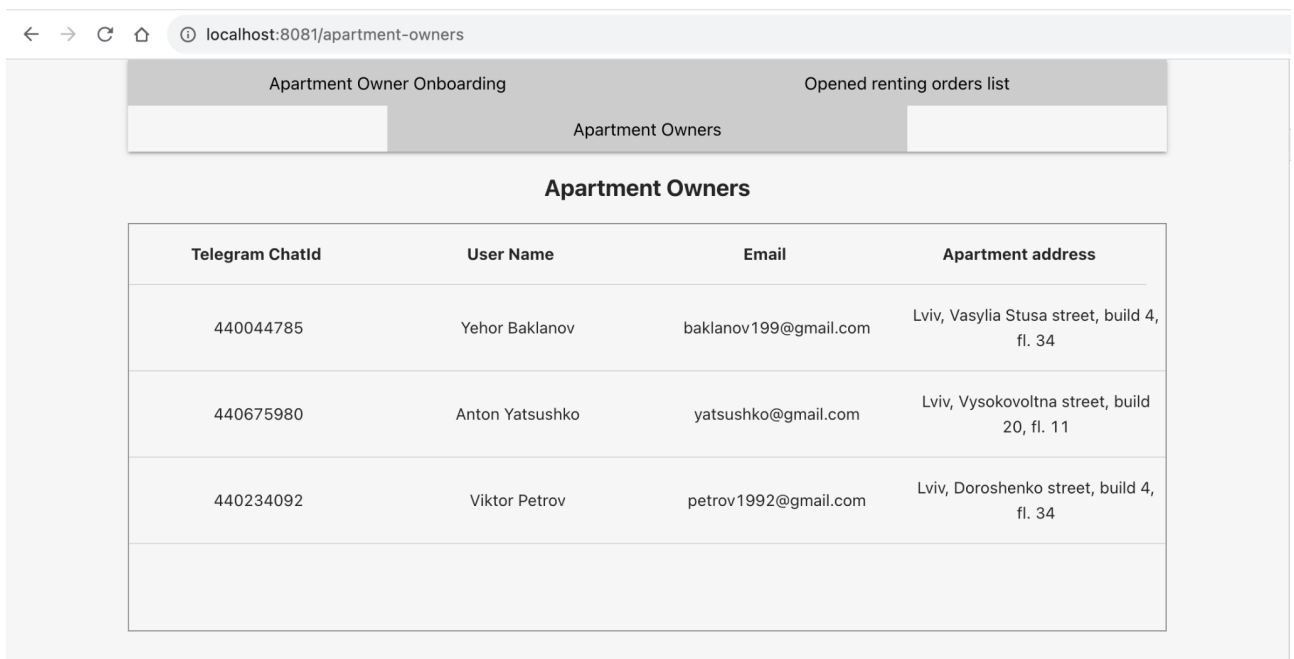 localhost:8081/apartment-owners
Apartment Owner Onboarding Opened renting orders list
Apartment Owners
Apartment Owners
Telegram ChatId User Name Email Apartment address
440044785 Yehor Baklanov baklanov199@gmail.com Lviv, Vasylia Stusa street, build 4,
fl. 34
440675980 Anton Yatsushko yatsushko@gmail.com Lviv, Vysokovoltna street, build
20, fl. 11
440234092 Viktor Petrov petrov1992@gmail.com Lviv, Doroshenko street, build 4,
fl. 34